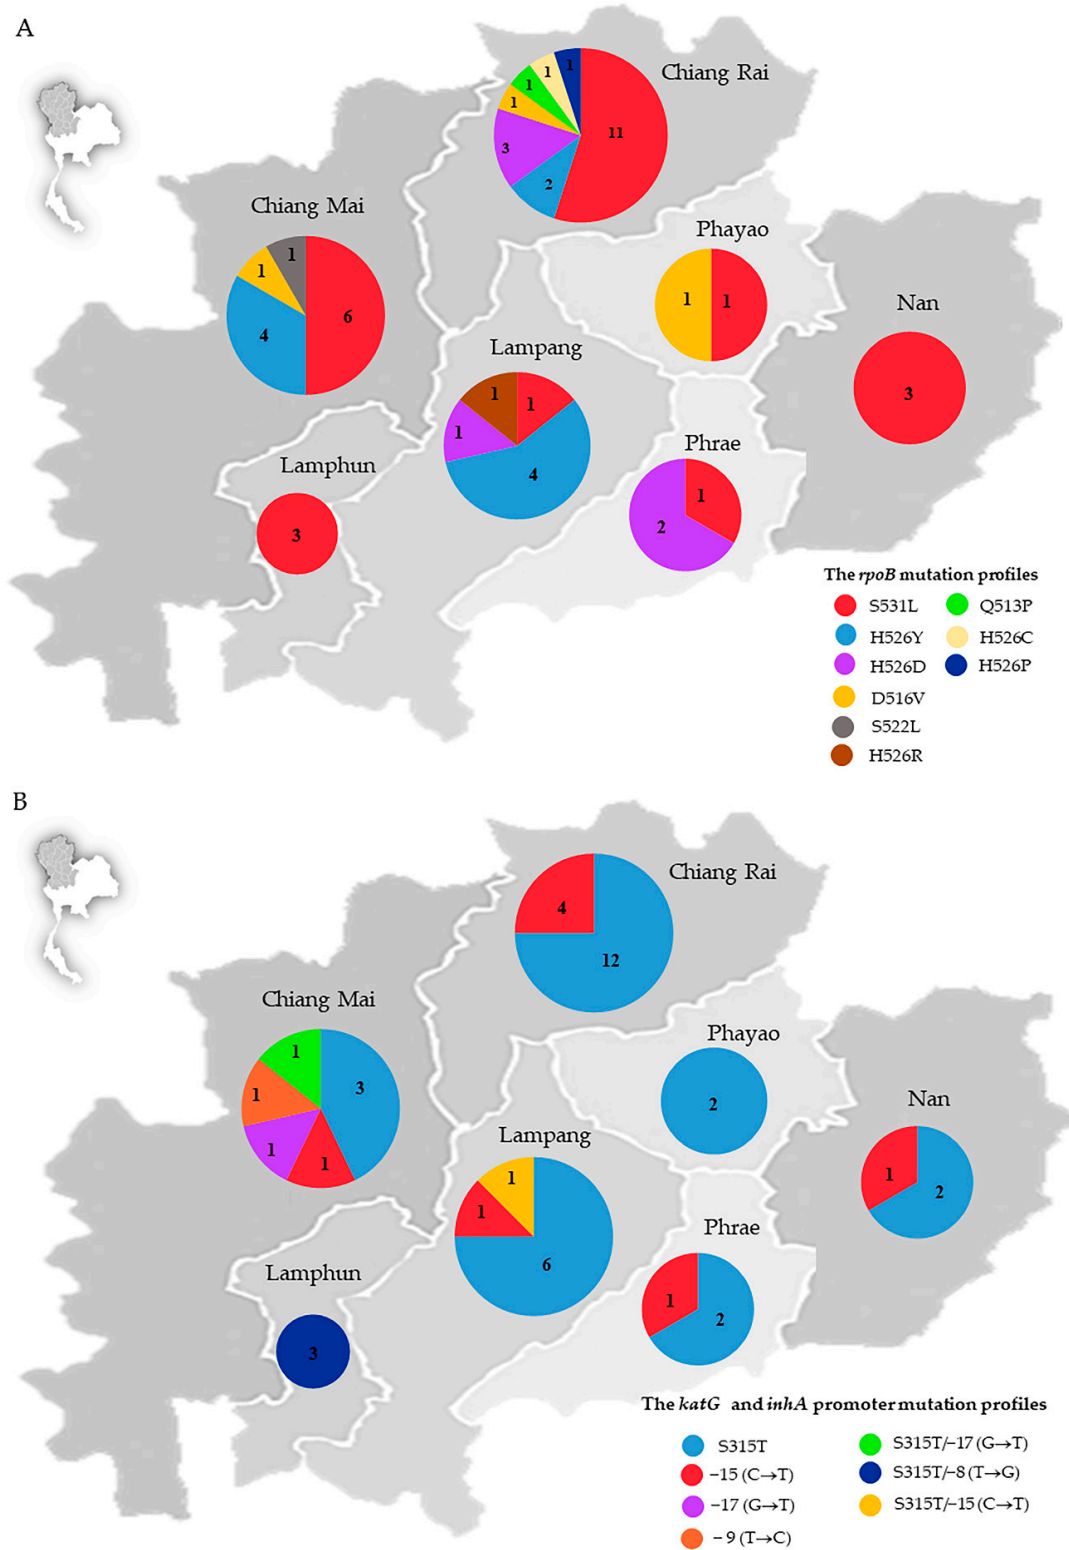 A
Chiang Rai
1
1
1
1
3
2
11
Chiang Mai
1
1
4
6
Phayao
1
1
Nan
3
Lampang
1
1
1
4
Phrae
1
2
Lamphun
3
The rpoB mutation profiles
S531L
Q513P
H526Y
H526C
H526D
H526P
D516V
S522L
H526R
B
Chiang Rai
4
12
Chiang Mai
1
1
3
1
1
Phayao
2
Nan
1
2
Lampang
1
1
6
Phrae
1
2
Lamphun
3
The katG and inhA promoter mutation profiles
S315T
S315T/−17 (G→T)
−15 (C→T)
S315T/−8 (T→G)
−17 (G→T)
S315T/−15 (C→T)
− 9 (T→C)